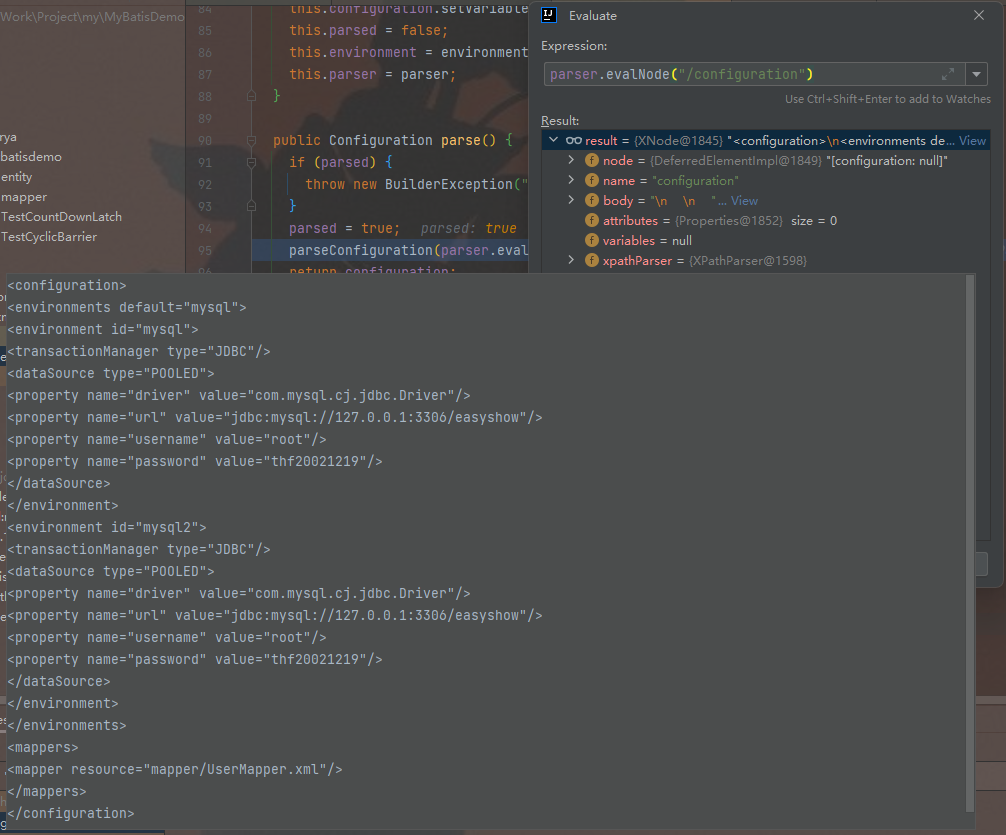 Work\Project\my\MyBatisDemo
rya
batisdemo
entity
mapper
TestCountDownLatch
TestCyclicBarrier
84 this.configuration.setVariable
85 this.parsed = false;
86 this.environment = environment
87 this.parser = parser;
88 }
89
90 public Configuration parse() {
91 if (parsed) {
92 throw new BuilderException("
93 }
94 parsed = true; parsed: true
95 parseConfiguration(parser.eval
96 return configuration;
Evaluate
Expression:
parser.evalNode("/configuration")
Use Ctrl+Shift+Enter to add to Watches
Result:
result = {XNode@1845} "<configuration>\n<environments de... View
node = {DeferredElementImpl@1849} "[configuration: null]"
name = "configuration"
body = "\n \n "... View
attributes = {Properties@1852} size = 0
variables = null
xpathParser = {XPathParser@1598}
<configuration>
<environments default="mysql">
<environment id="mysql">
<transactionManager type="JDBC"/>
<dataSource type="POOLED">
<property name="driver" value="com.mysql.cj.jdbc.Driver"/>
<property name="url" value="jdbc:mysql://127.0.0.1:3306/easyshow"/>
<property name="username" value="root"/>
<property name="password" value="thf20021219"/>
</dataSource>
</environment>
<environment id="mysql2">
<transactionManager type="JDBC"/>
<dataSource type="POOLED">
<property name="driver" value="com.mysql.cj.jdbc.Driver"/>
<property name="url" value="jdbc:mysql://127.0.0.1:3306/easyshow"/>
<property name="username" value="root"/>
<property name="password" value="thf20021219"/>
</dataSource>
</environment>
</environments>
<mappers>
<mapper resource="mapper/UserMapper.xml"/>
</mappers>
</configuration>